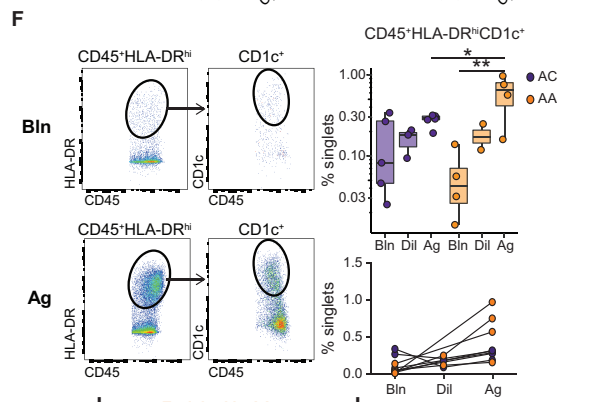 F
CD45⁺HLA-DRʰⁱCD1c⁺
CD45⁺HLA-DRʰⁱ CD1c⁺
Bln
HLA-DR
CD45
CD1c
CD45
* 
**
AC
AA
% singlets
1.00
0.30
0.10
0.03
Bln Dil Ag Bln Dil Ag
CD45⁺HLA-DRʰⁱ CD1c⁺
Ag
HLA-DR
CD45
CD1c
CD45
% singlets
1.5
1.0
0.5
0.0
Bln Dil Ag